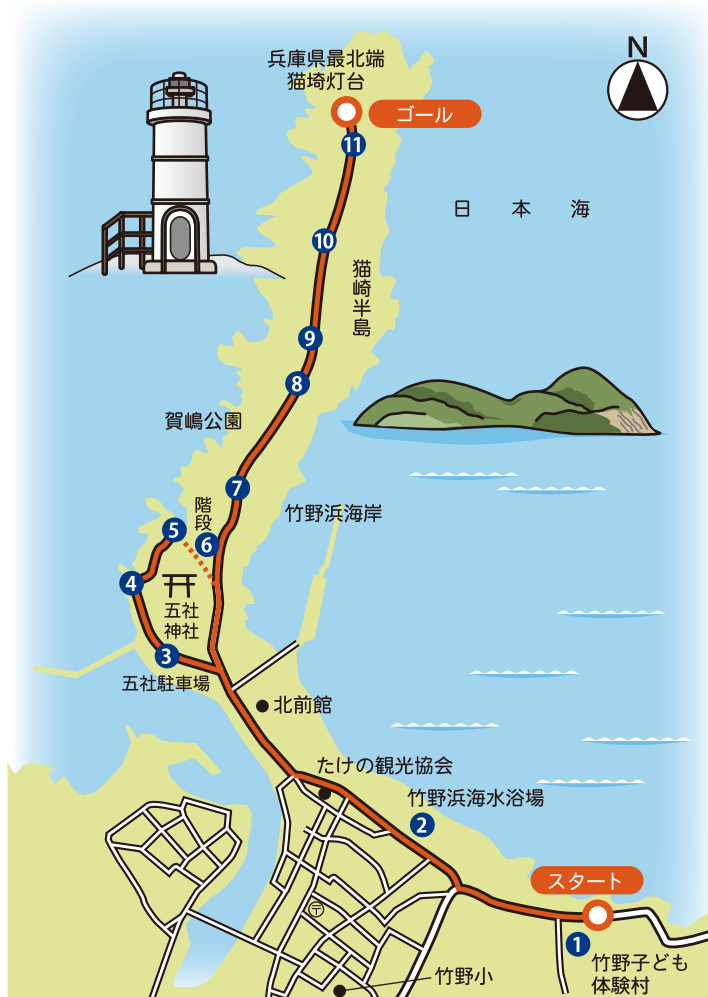 兵庫県最北端
猫埼灯台
N
ゴール
11
日本海
10
猫崎半島
9
8
賀嶋公園
7
階段
竹野浜海岸
5
6
4
五社
神社
3
五社駐車場
北前館
たけの観光協会
竹野浜海水浴場
2
スタート
〒
1
竹野子ども
体験村
竹野小